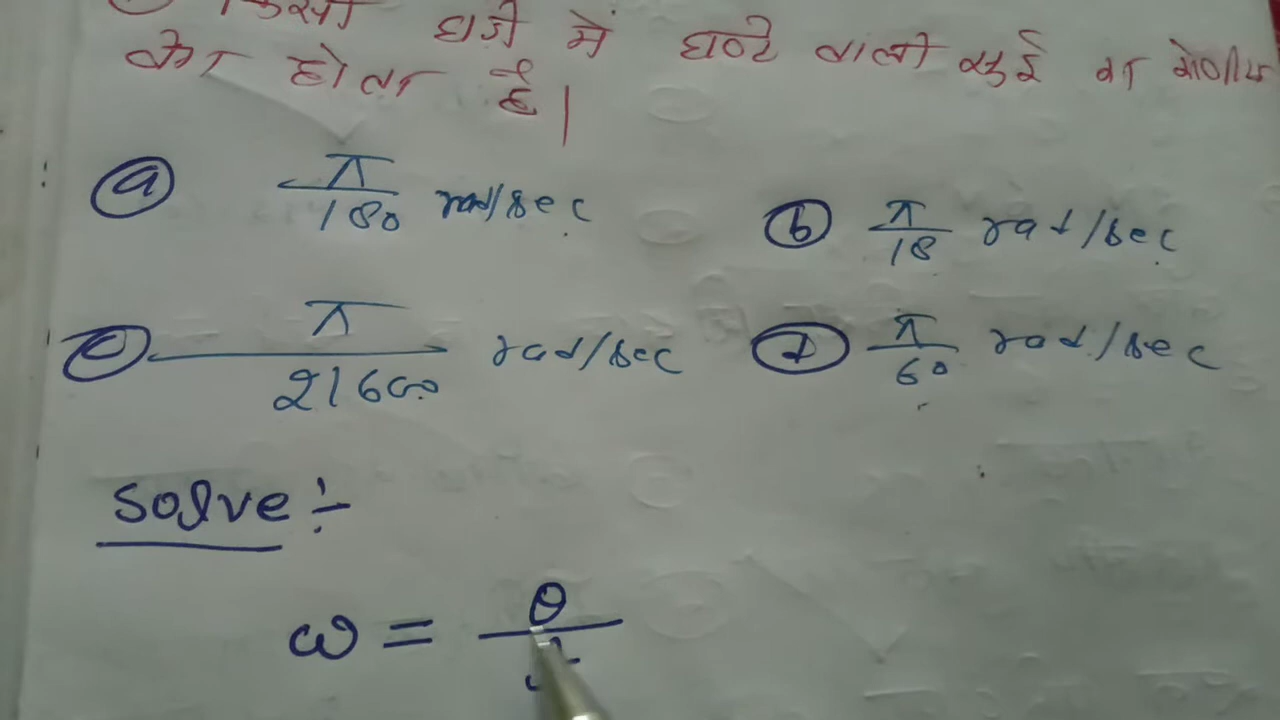 घड़ी में घण्टे वाली सुई का कोणीय
का होता है।
a π/180 rad/sec
b π/18 rad/sec
c π/21600 rad/sec
d π/60 rad/sec
Solve :-
ω = θ/t